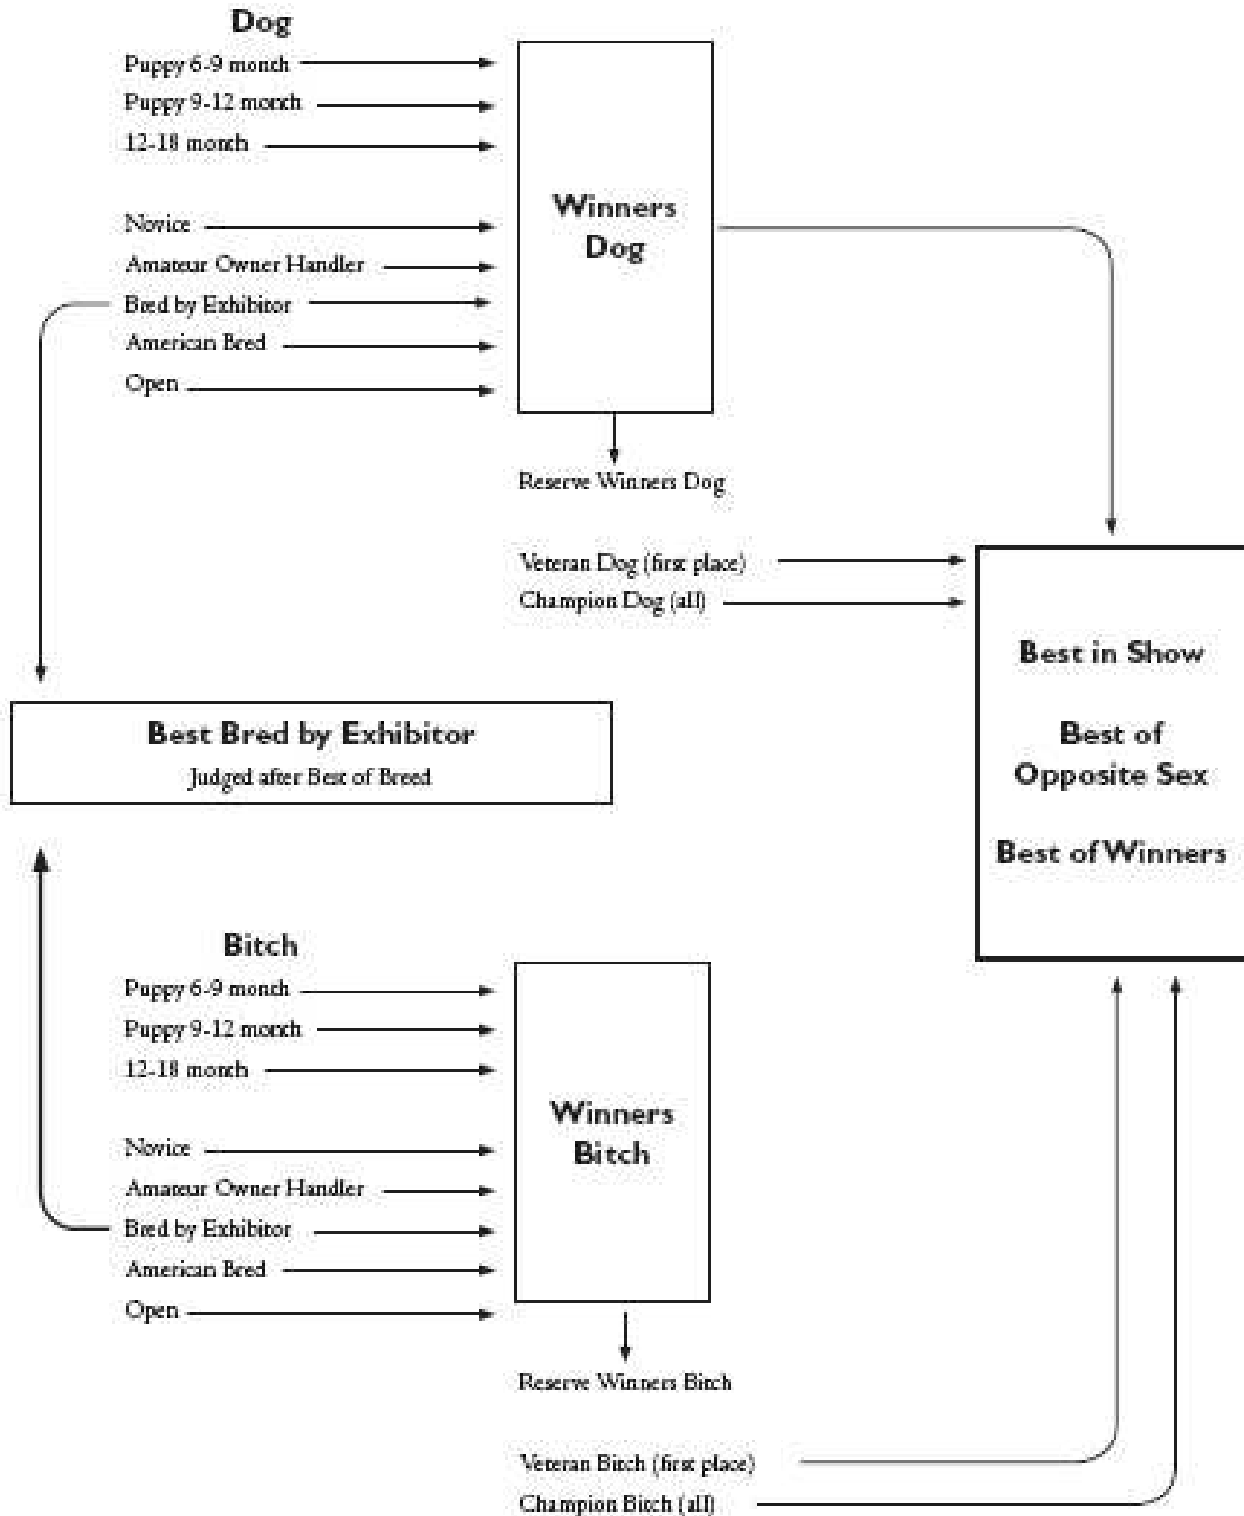 Dog
Puppy 6-9 month
Puppy 9-12 month
12-18 month
Novice
Amateur Owner Handler
Bred by Exhibitor
American Bred
Open
Winners
Dog
Reserve Winners Dog
Veteran Dog (first place)
Champion Dog (all)
Best in Show
Best of
Opposite Sex
Best of Winners
Best Bred by Exhibitor
Judged after Best of Breed
Bitch
Puppy 6-9 month
Puppy 9-12 month
12-18 month
Novice
Amateur Owner Handler
Bred by Exhibitor
American Bred
Open
Winners
Bitch
Reserve Winners Bitch
Veteran Bitch (first place)
Champion Bitch (all)